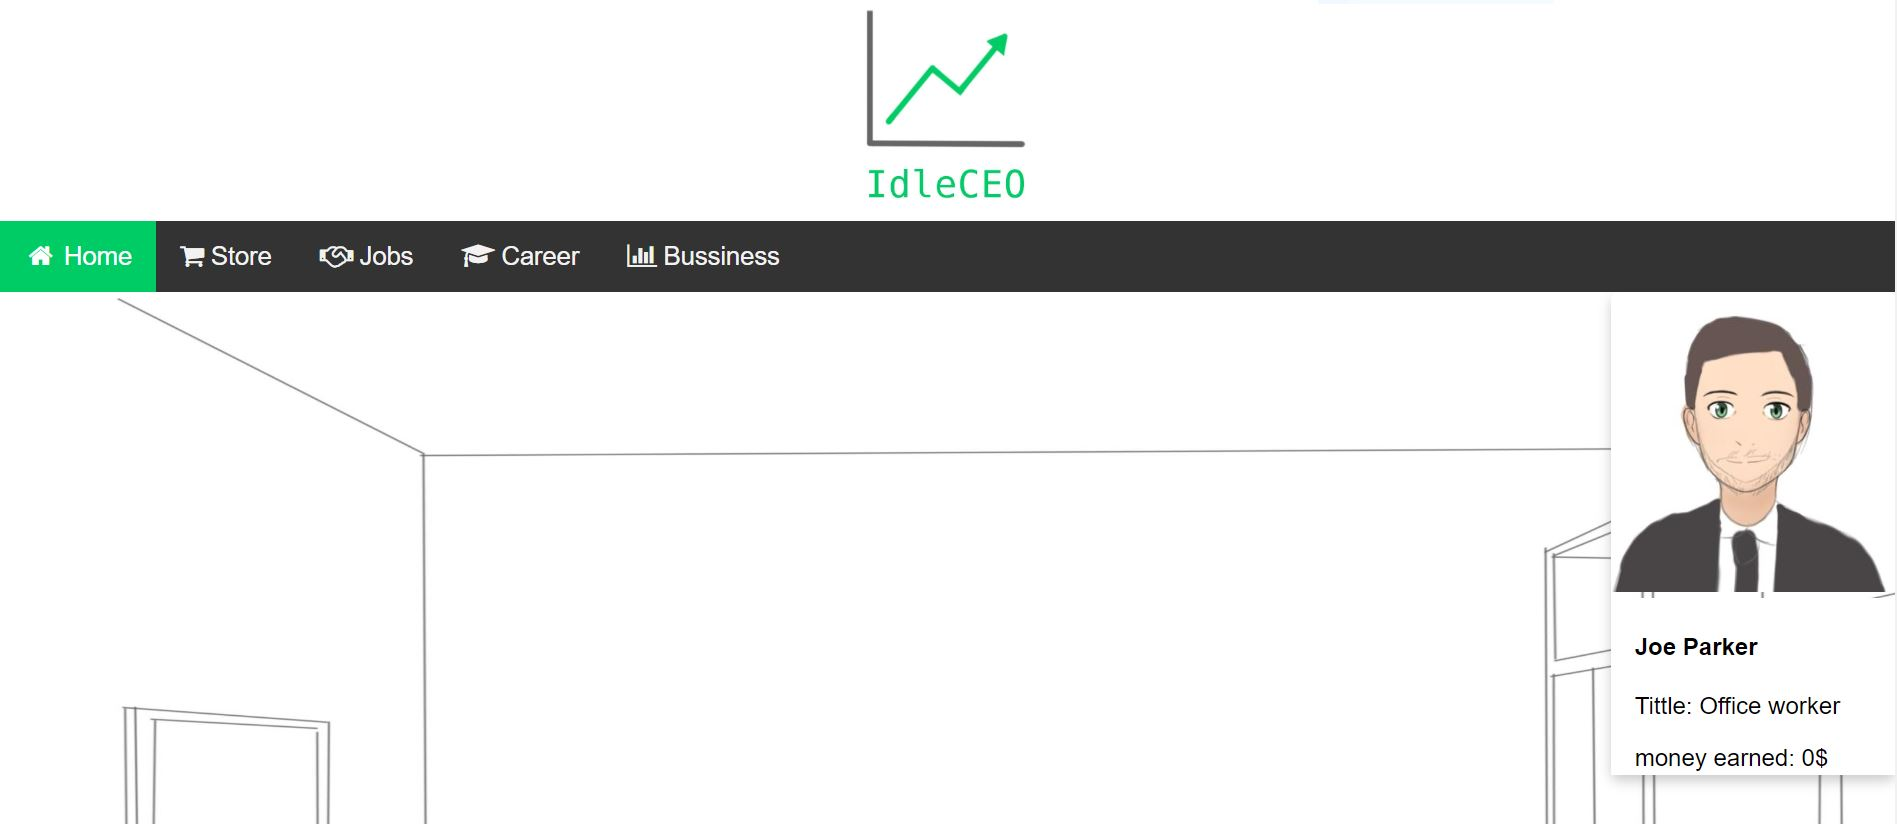 IdleCEO
Home Store Jobs Career Bussiness
Joe Parker
Tittle: Office worker
money earned: 0$